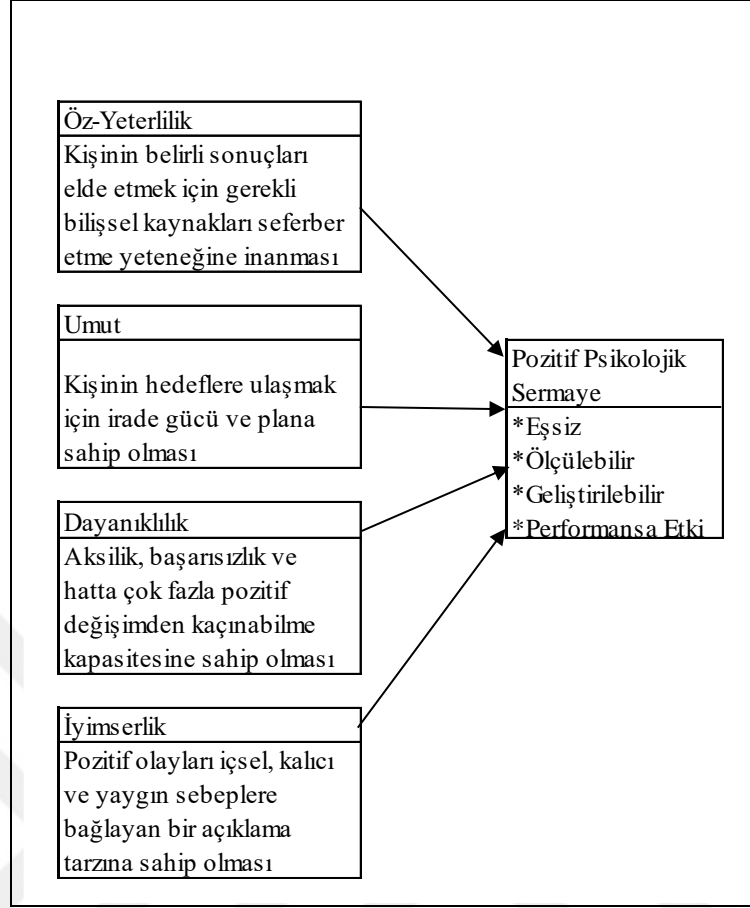 Öz-Yeterlilik
Kişinin belirli sonuçları
elde etmek için gerekli
bilişsel kaynakları seferber
etme yeteneğine inanması
Umut
Kişinin hedeflere ulaşmak
için irade gücü ve plana
sahip olması
Dayanıklılık
Aksilik, başarısızlık ve
hatta çok fazla pozitif
değişimden kaçınabilme
kapasitesine sahip olması
İyimserlik
Pozitif olayları içsel, kalıcı
ve yaygın sebeplere
bağlayan bir açıklama
tarzına sahip olması
Pozitif Psikolojik
Sermaye
*Eşsiz
*Ölçülebilir
*Geliştirilebilir
*Performansa Etki